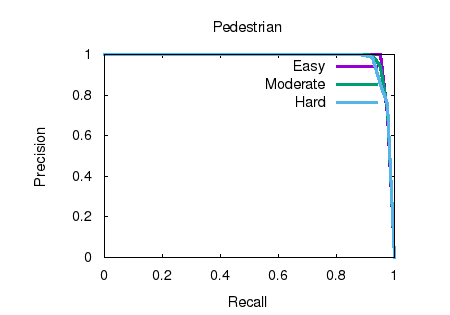 Pedestrian
1
0.8
0.6
0.4
0.2
0
0 0.2 0.4 0.6 0.8 1
Precision
Recall
Easy
Moderate
Hard